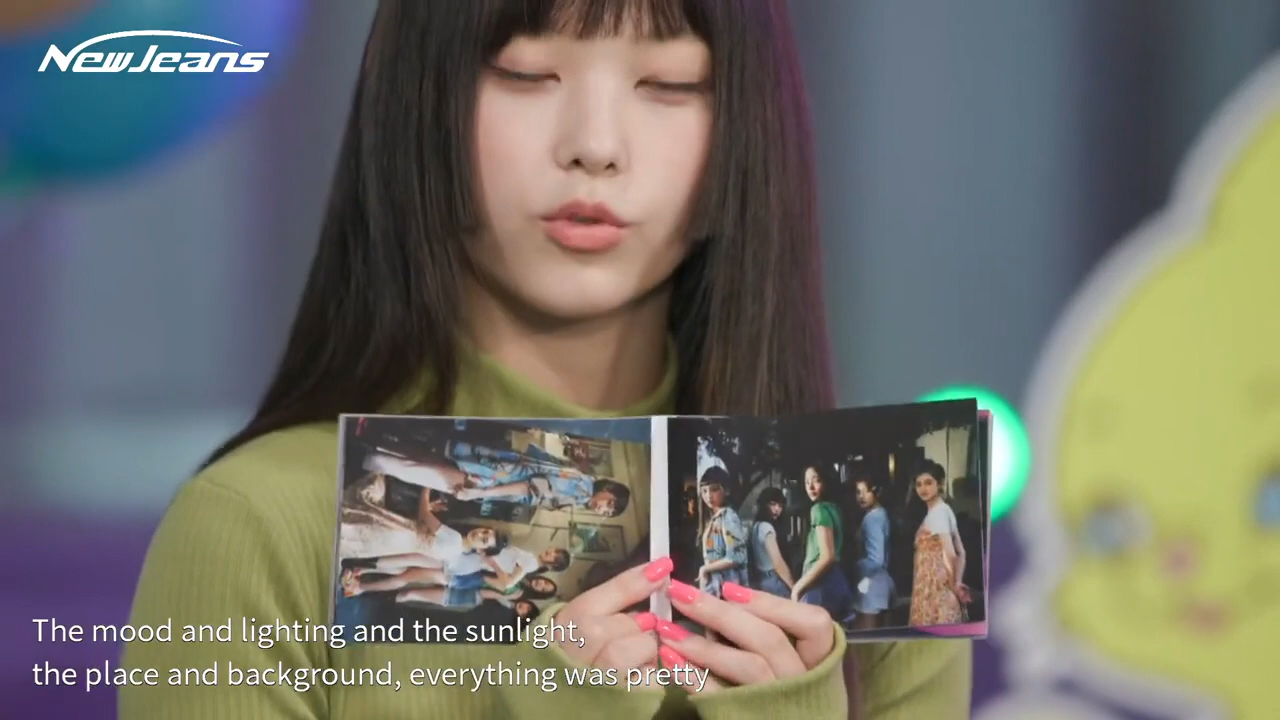 NewJeans
The mood and lighting and the sunlight,
the place and background, everything was pretty